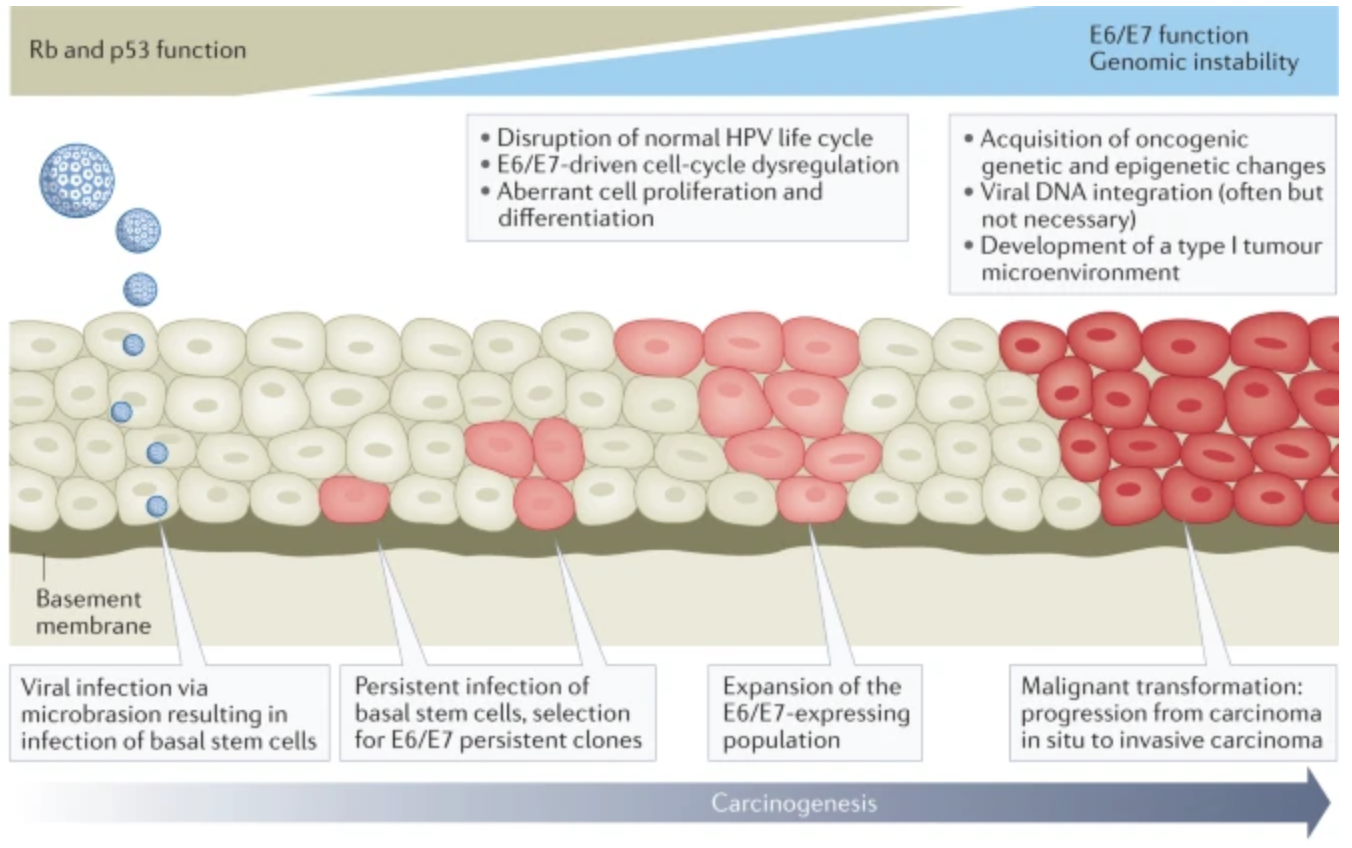 Rb and p53 function
E6/E7 function
Genomic instability
• Disruption of normal HPV life cycle
• E6/E7-driven cell-cycle dysregulation
• Aberrant cell proliferation and
differentiation
• Acquisition of oncogenic
genetic and epigenetic changes
• Viral DNA integration (often but
not necessary)
• Development of a type I tumour
microenvironment
Basement
membrane
Viral infection via
microbrasion resulting in
infection of basal stem cells
Persistent infection of
basal stem cells, selection
for E6/E7 persistent clones
Expansion of the
E6/E7-expressing
population
Malignant transformation:
progression from carcinoma
in situ to invasive carcinoma
Carcinogenesis